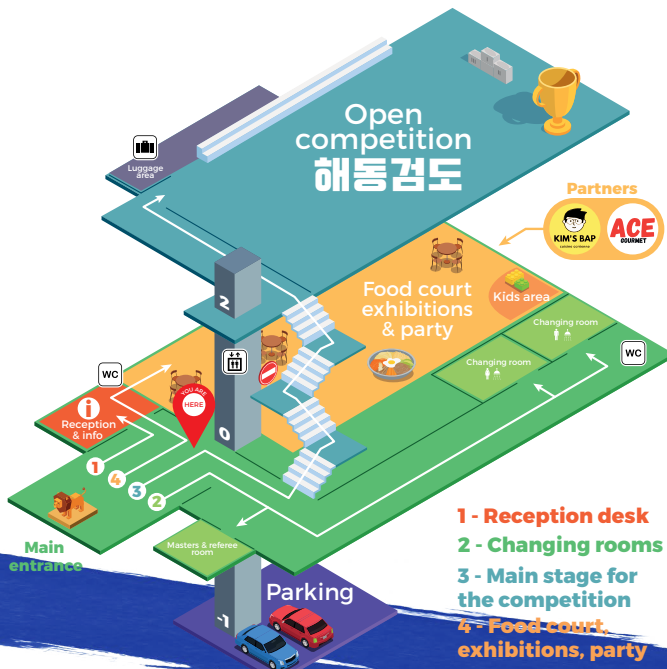 Open
competition
해동검도
Luggage
area
Partners
KIM'S BAP
ACE
GOURMET
Food court
exhibitions
& party
Kids area
Changing room
Changing room
WC
WC
2
0
-1
YOU ARE
HERE
i
Reception
& info
1
4
3
2
Main
entrance
Masters & referee
room
Parking
1 - Reception desk
2 - Changing rooms
3 - Main stage for
the competition
4 - Food court,
exhibitions, party